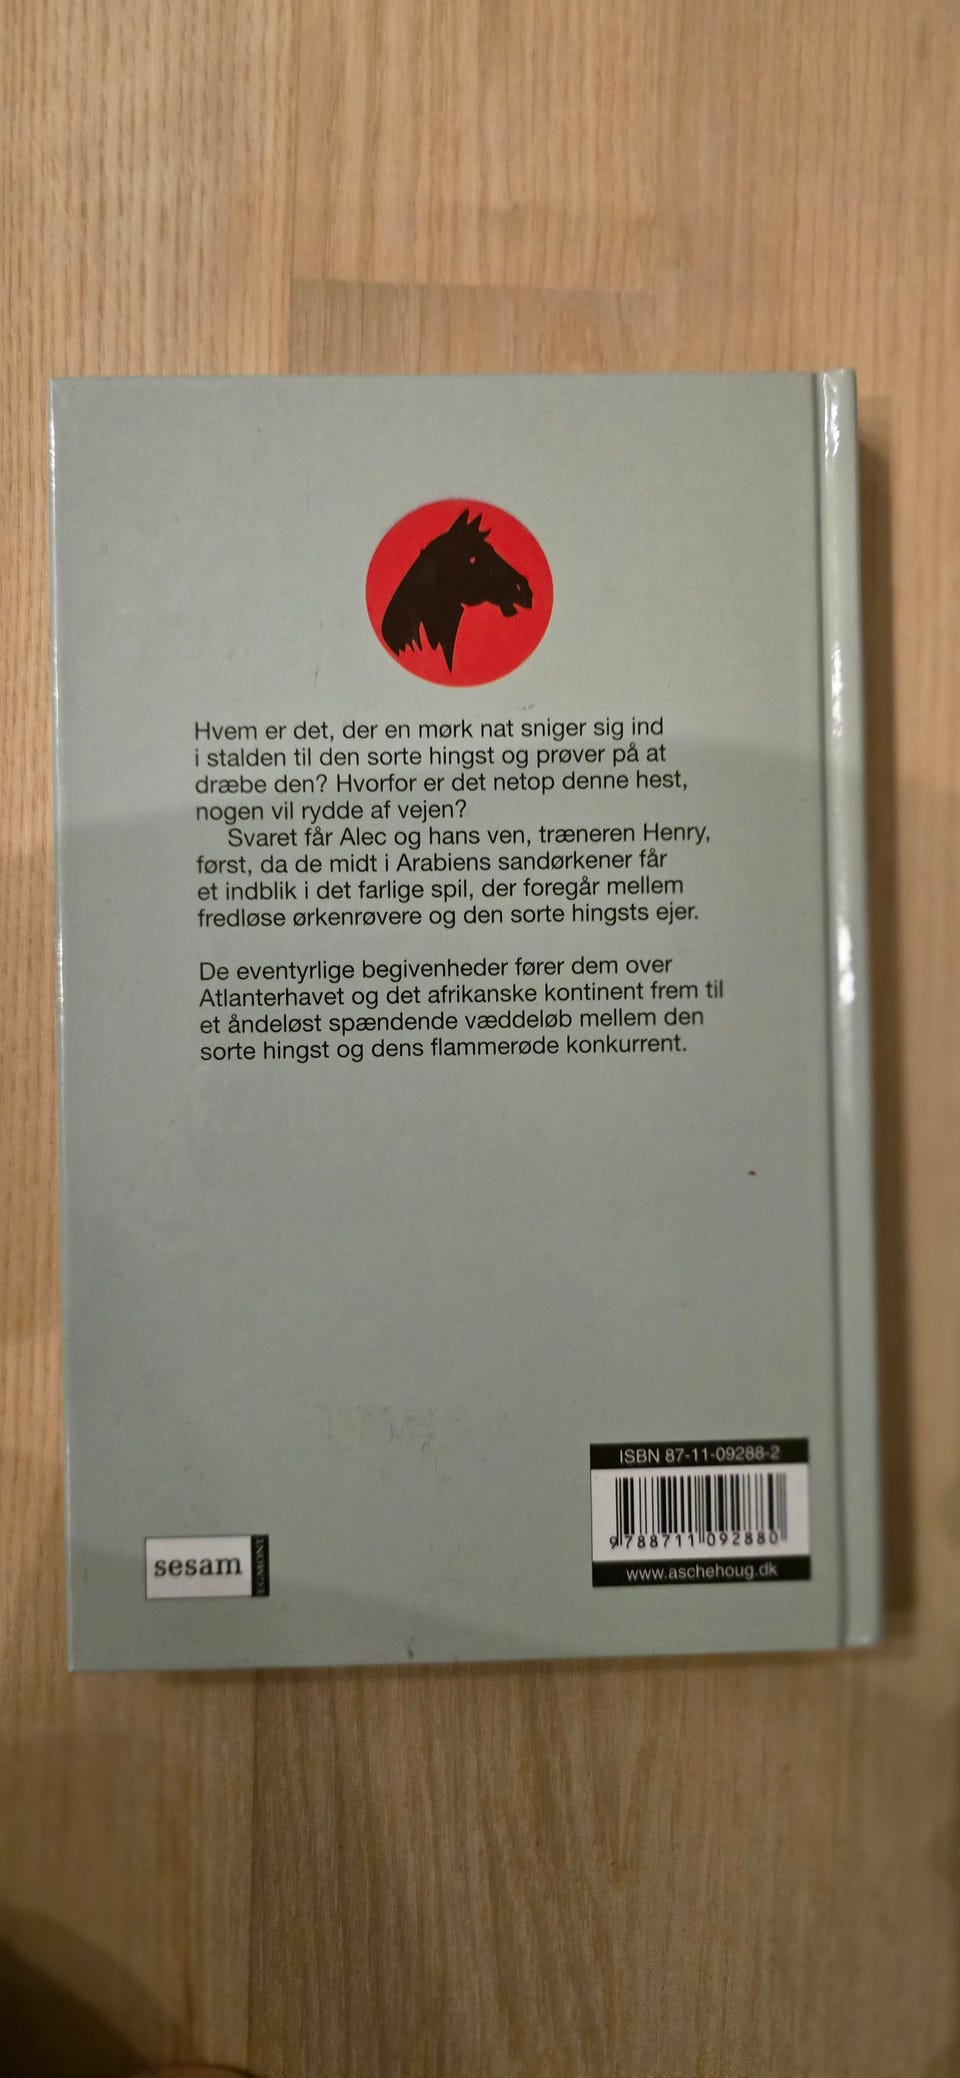 Hvem er det, der en mørk nat sniger sig ind
i stalden til den sorte hingst og prøver på at
dræbe den? Hvorfor er det netop denne hest,
nogen vil rydde af vejen?
Svaret får Alec og hans ven, træneren Henry,
først, da de midt i Arabiens sandørkener får
et indblik i det farlige spil, der foregår mellem
fredløse ørkenrøvere og den sorte hingsts ejer.
De eventyrlige begivenheder fører dem over
Atlanterhavet og det afrikanske kontinent frem til
et åndeløst spændende væddeløb mellem den
sorte hingst og dens flammerøde konkurrent.
ISBN 87-11-09288-2
9788711092880
www.aschehoug.dk
sesam
EGMONT